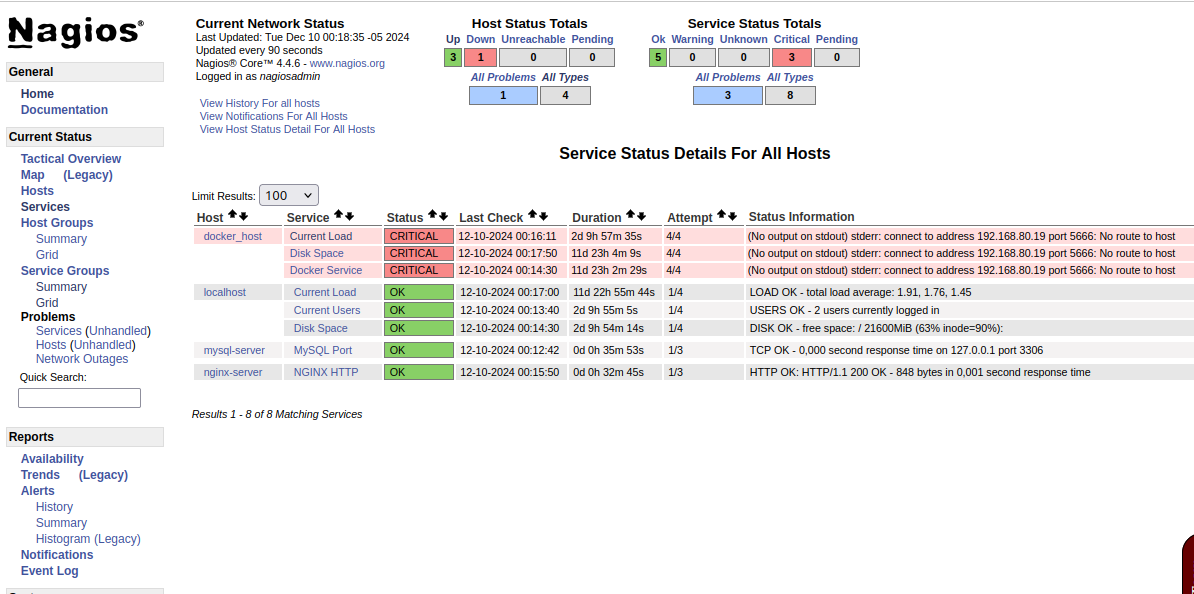 Nagios®
General
Home
Documentation
Current Status
Tactical Overview
Map (Legacy)
Hosts
Services
Host Groups
Summary
Grid
Service Groups
Summary
Grid
Problems
Services (Unhandled)
Hosts (Unhandled)
Network Outages
Quick Search:
Reports
Availability
Trends (Legacy)
Alerts
History
Summary
Histogram (Legacy)
Notifications
Event Log
Current Network Status
Last Updated: Tue Dec 10 00:18:35 -05 2024
Updated every 90 seconds
Nagios® Core™ 4.4.6 - www.nagios.org
Logged in as nagiosadmin
View History For all hosts
View Notifications For All Hosts
View Host Status Detail For All Hosts
Host Status Totals
Up Down Unreachable Pending
3 1 0 0
All Problems All Types
1 4
Service Status Totals
Ok Warning Unknown Critical Pending
5 0 0 3 0
All Problems All Types
3 8
Service Status Details For All Hosts
Limit Results: 100
Host Service Status Last Check Duration Attempt Status Information
docker_host Current Load CRITICAL 12-10-2024 00:16:11 2d 9h 57m 35s 4/4 (No output on stdout) stderr: connect to address 192.168.80.19 port 5666: No route to host
Disk Space CRITICAL 12-10-2024 00:17:50 11d 23h 4m 9s 4/4 (No output on stdout) stderr: connect to address 192.168.80.19 port 5666: No route to host
Docker Service CRITICAL 12-10-2024 00:14:30 11d 23h 2m 29s 4/4 (No output on stdout) stderr: connect to address 192.168.80.19 port 5666: No route to host
localhost Current Load OK 12-10-2024 00:17:00 11d 22h 55m 44s 1/4 LOAD OK - total load average: 1.91, 1.76, 1.45
Current Users OK 12-10-2024 00:13:40 2d 9h 55m 5s 1/4 USERS OK - 2 users currently logged in
Disk Space OK 12-10-2024 00:14:30 2d 9h 54m 14s 1/4 DISK OK - free space: / 21600MiB (63% inode=90%):
mysql-server MySQL Port OK 12-10-2024 00:12:42 0d 0h 35m 53s 1/3 TCP OK - 0,000 second response time on 127.0.0.1 port 3306
nginx-server NGINX HTTP OK 12-10-2024 00:15:50 0d 0h 32m 45s 1/3 HTTP OK: HTTP/1.1 200 OK - 848 bytes in 0,001 second response time
Results 1 - 8 of 8 Matching Services